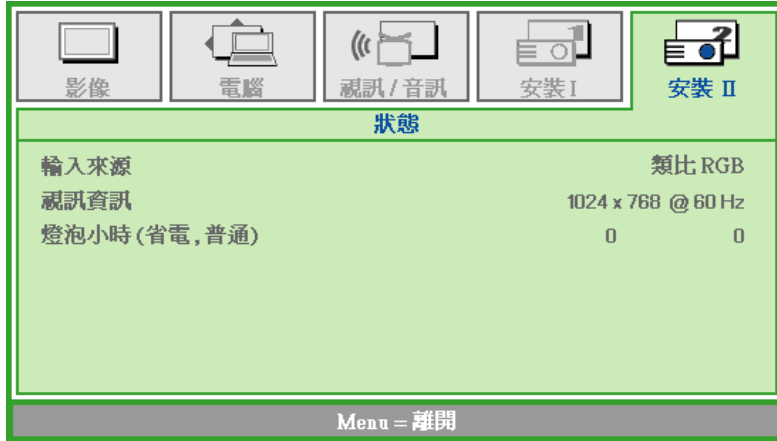 影像 電腦 視訊/音訊 安裝 I 安裝 II
狀態
輸入來源 類比 RGB
視訊資訊 1024 x 768 @ 60 Hz
燈泡小時(省電,普通) 0 0
Menu = 離開